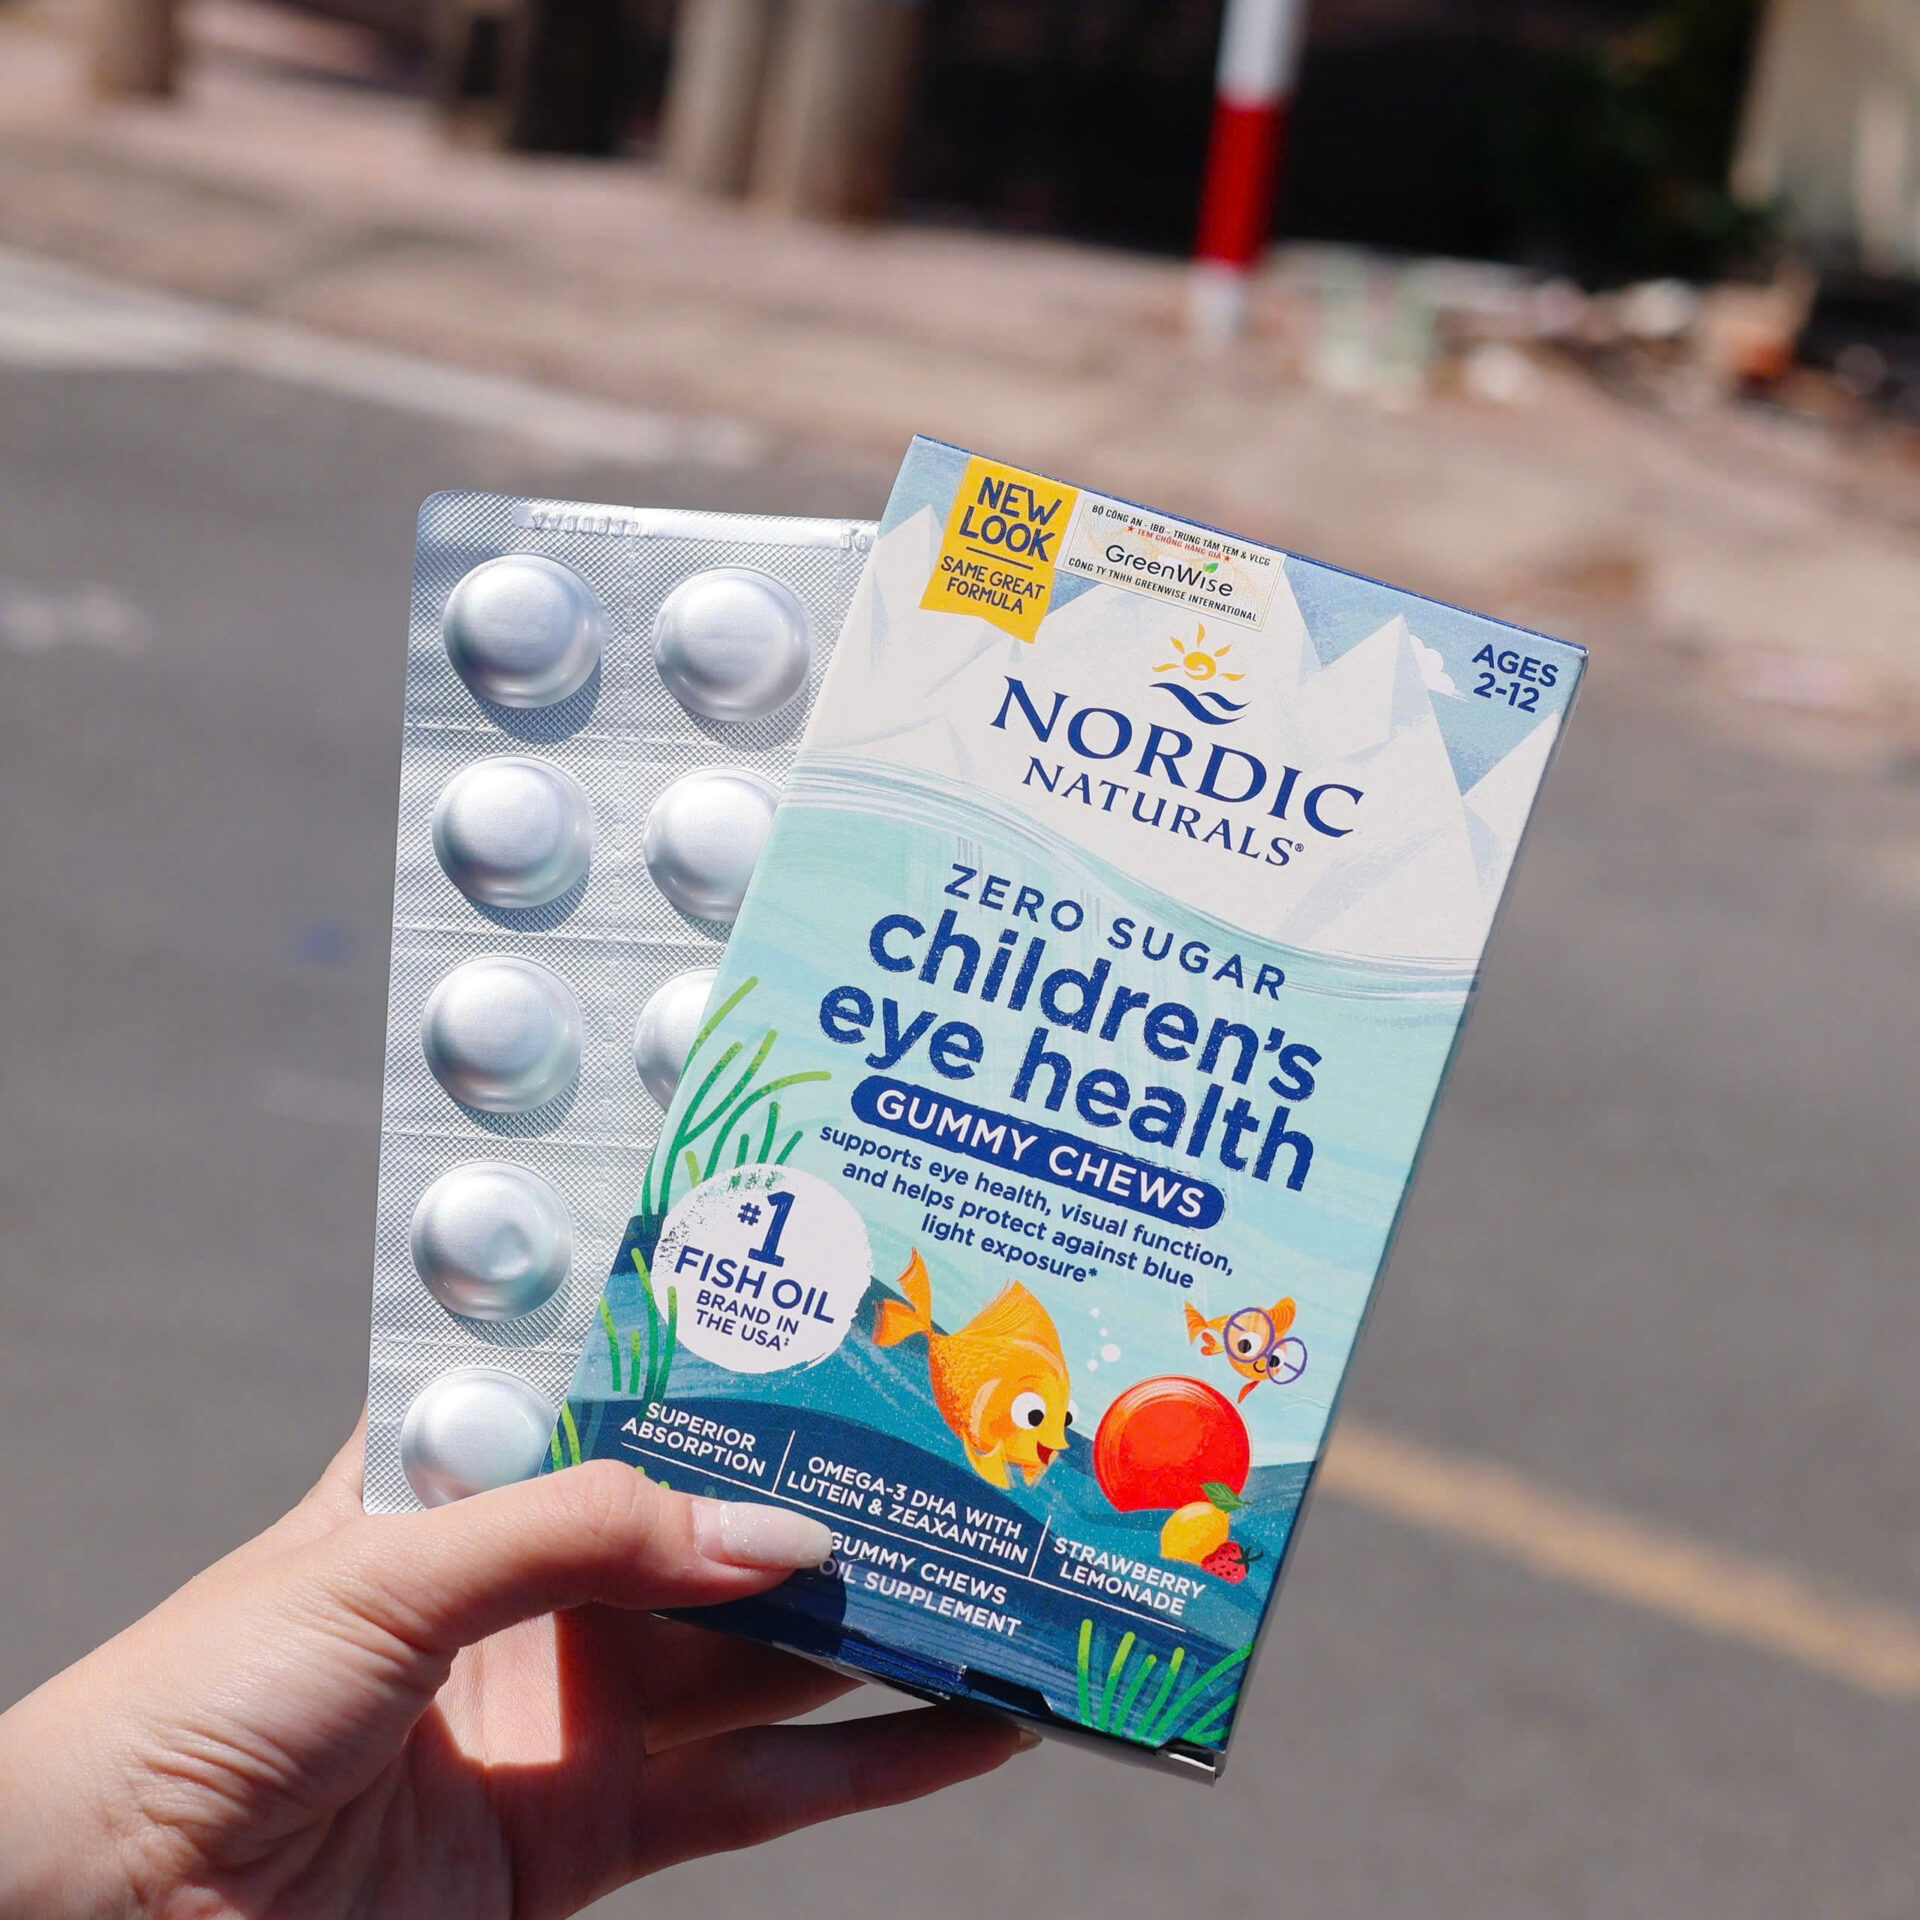 NEW
LOOK
SAME GREAT
FORMULA
BỘ CÔNG AN - IBD - TRUNG TÂM TEM & VLCG
★ TEM CHỐNG HÀNG GIẢ ★
GreenWise
CÔNG TY TNHH GREENWISE INTERNATIONAL
AGES
2-12
NORDIC
NATURALS®
ZERO SUGAR
children's
eye health
GUMMY CHEWS
supports eye health, visual function,
and helps protect against blue
light exposure*
#1
FISH OIL
BRAND IN
THE USA‡
SUPERIOR
ABSORPTION
OMEGA-3 DHA WITH
LUTEIN & ZEAXANTHIN
STRAWBERRY
LEMONADE
GUMMY CHEWS
OIL SUPPLEMENT